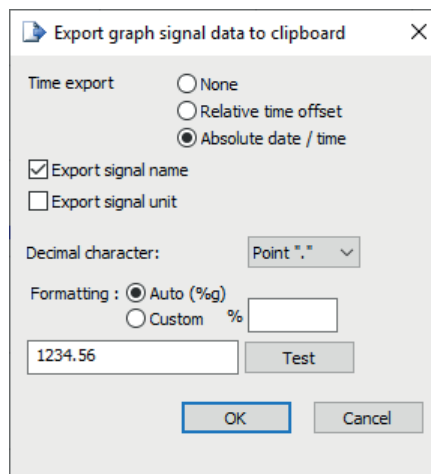 Export graph signal data to clipboard
Time export
None
Relative time offset
Absolute date / time
Export signal name
Export signal unit
Decimal character:
Point "."
Formatting :
Auto (%g)
Custom %
1234.56
Test
OK
Cancel